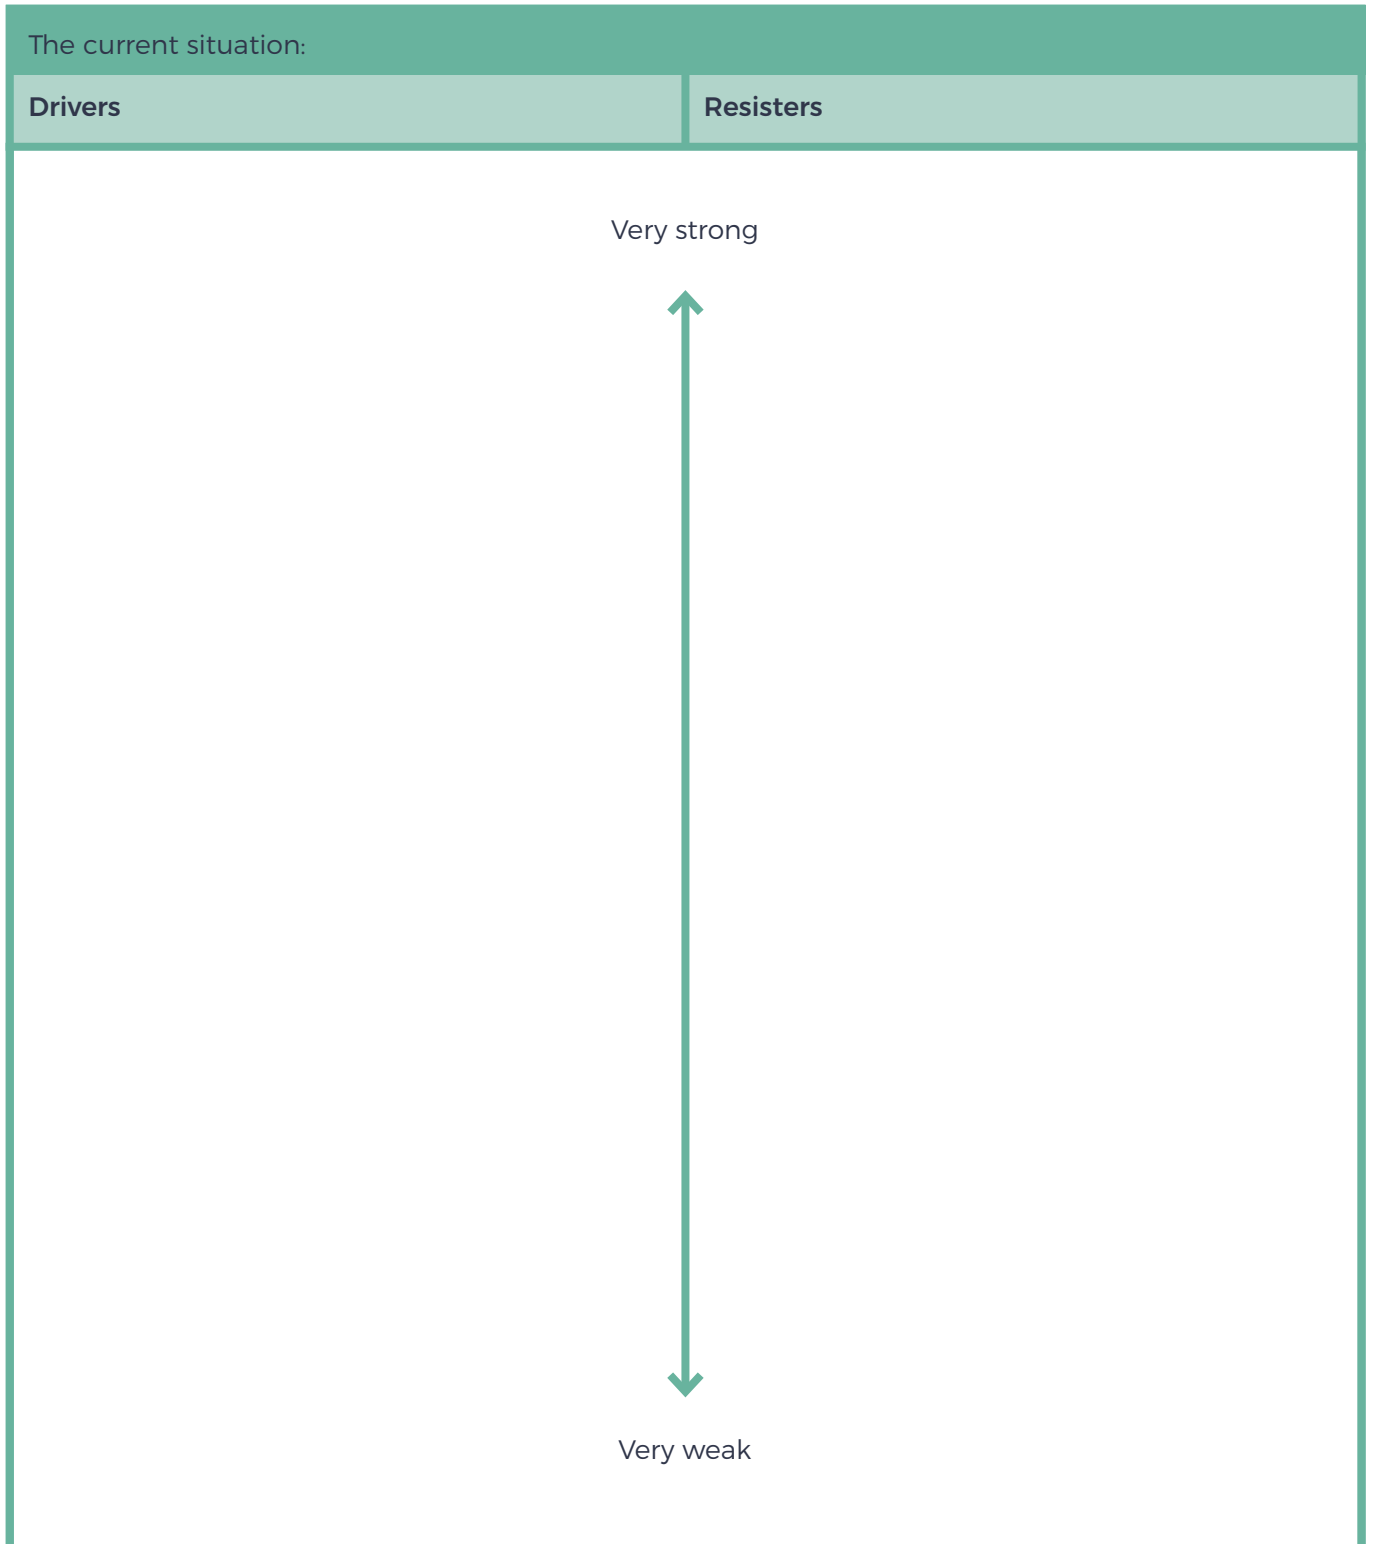 The current situation:
Drivers
Resisters
Very strong
Very weak